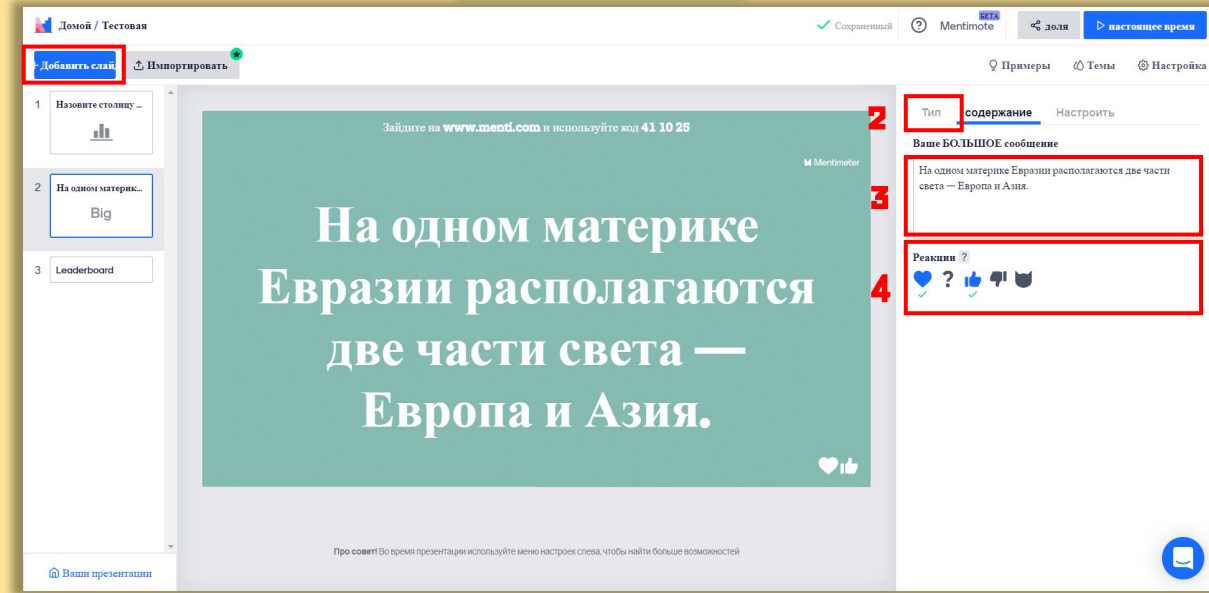 Домой / Тестовая
Сохраненный
Mentimote
БЕТА
доля
настоящее время
+ Добавить слайд
Импортировать
Примеры
Темы
Настройка
1
Назовите столицу ...
2
На одном материк...
Big
3
Leaderboard
Ваши презентации
Зайдите на www.menti.com и используйте код 41 10 25
Mentimeter
На одном материке
Евразии располагаются
две части света —
Европа и Азия.
Про совет! Во время презентации используйте меню настроек слева, чтобы найти больше возможностей
2
Тип
содержание
Настроить
Ваше БОЛЬШОЕ сообщение
3
На одном материке Евразии располагаются две части
света — Европа и Азия.
4
Реакции ?